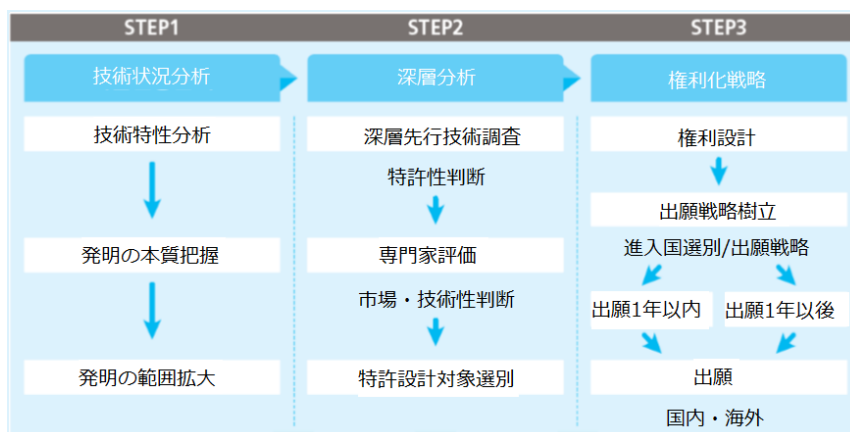 STEP1
技術状況分析
技術特性分析
発明の本質把握
発明の範囲拡大
STEP2
深層分析
深層先行技術調査
特許性判断
専門家評価
市場・技術性判断
特許設計対象選別
STEP3
権利化戦略
権利設計
出願戦略樹立
進入国選別/出願戦略
出願1年以内
出願1年以後
出願
国内・海外